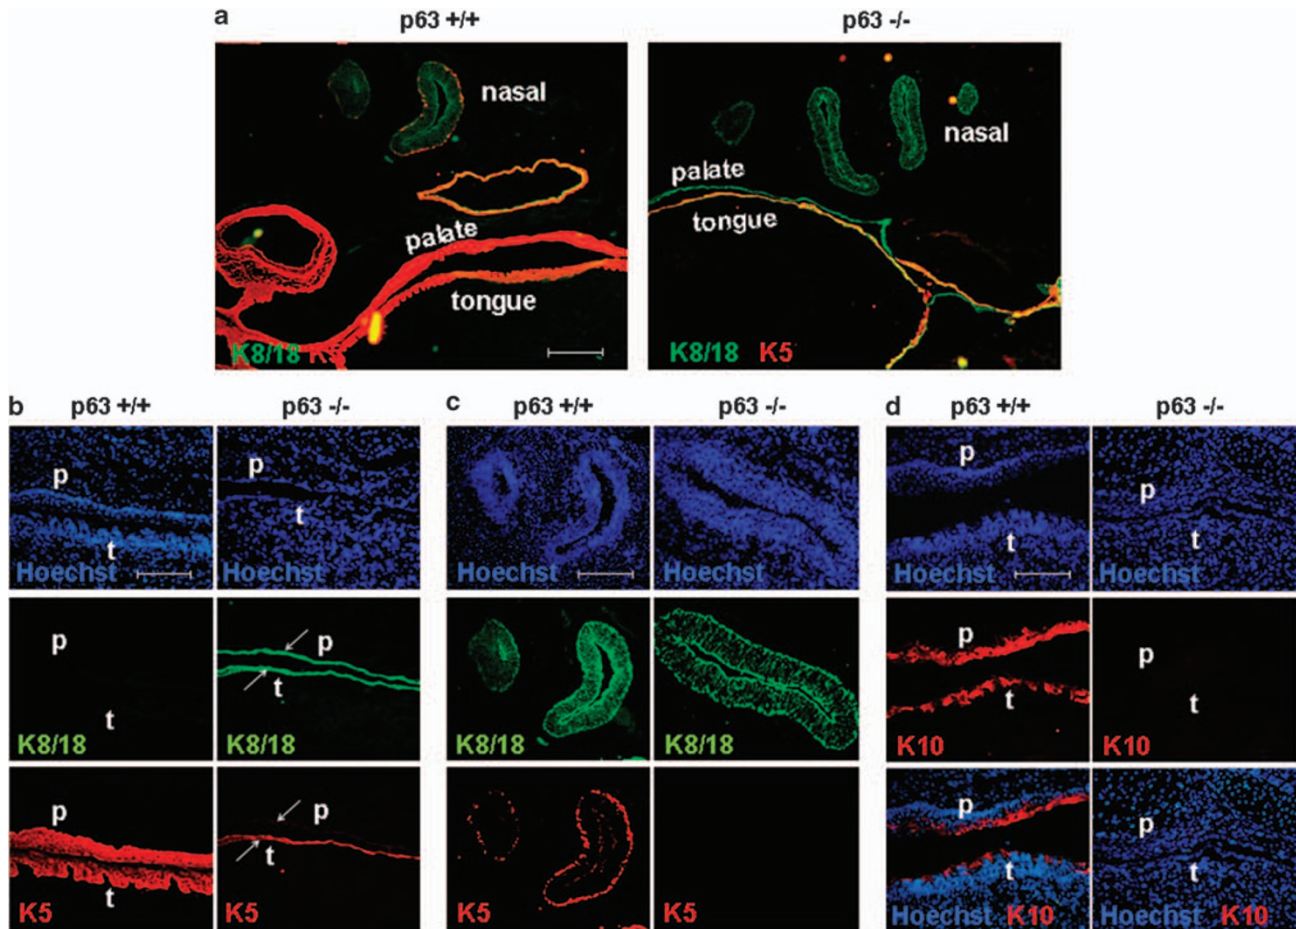 a
p63 +/+
p63 -/-
nasal
palate
tongue
K8/18 K5
nasal
palate
tongue
K8/18 K5
b
p63 +/+
p63 -/-
c
p63 +/+
p63 -/-
d
p63 +/+
p63 -/-
p
t
Hoechst
p
t
Hoechst
Hoechst
Hoechst
p
t
Hoechst
p
t
Hoechst
p
t
K8/18
p
t
K8/18
K8/18
K8/18
p
t
K10
p
t
K10
p
t
K5
p
t
K5
K5
K5
p
t
Hoechst K10
p
t
Hoechst K10